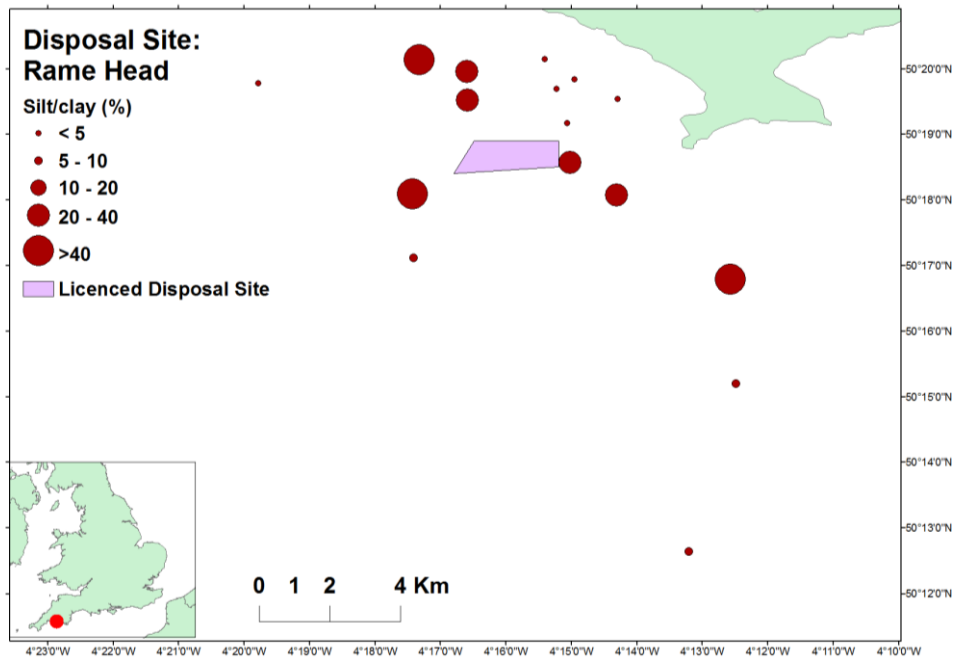 Disposal Site:
Rame Head
Silt/clay (%)
< 5
5 - 10
10 - 20
20 - 40
>40
Licenced Disposal Site
50°20'0"N
50°19'0"N
50°18'0"N
50°17'0"N
50°16'0"N
50°15'0"N
50°14'0"N
50°13'0"N
50°12'0"N
0 1 2 4 Km
4°23'0"W 4°22'0"W 4°21'0"W 4°20'0"W 4°19'0"W 4°18'0"W 4°17'0"W 4°16'0"W 4°15'0"W 4°14'0"W 4°13'0"W 4°12'0"W 4°11'0"W 4°10'0"W